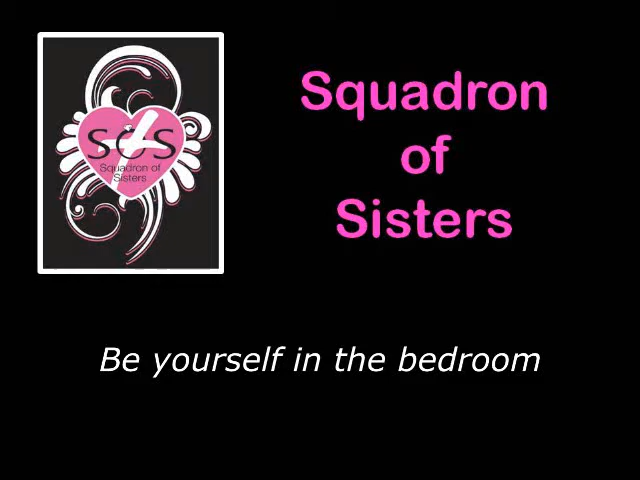 SOS
Squadron of
Sisters
Squadron
of
Sisters
Be yourself in the bedroom